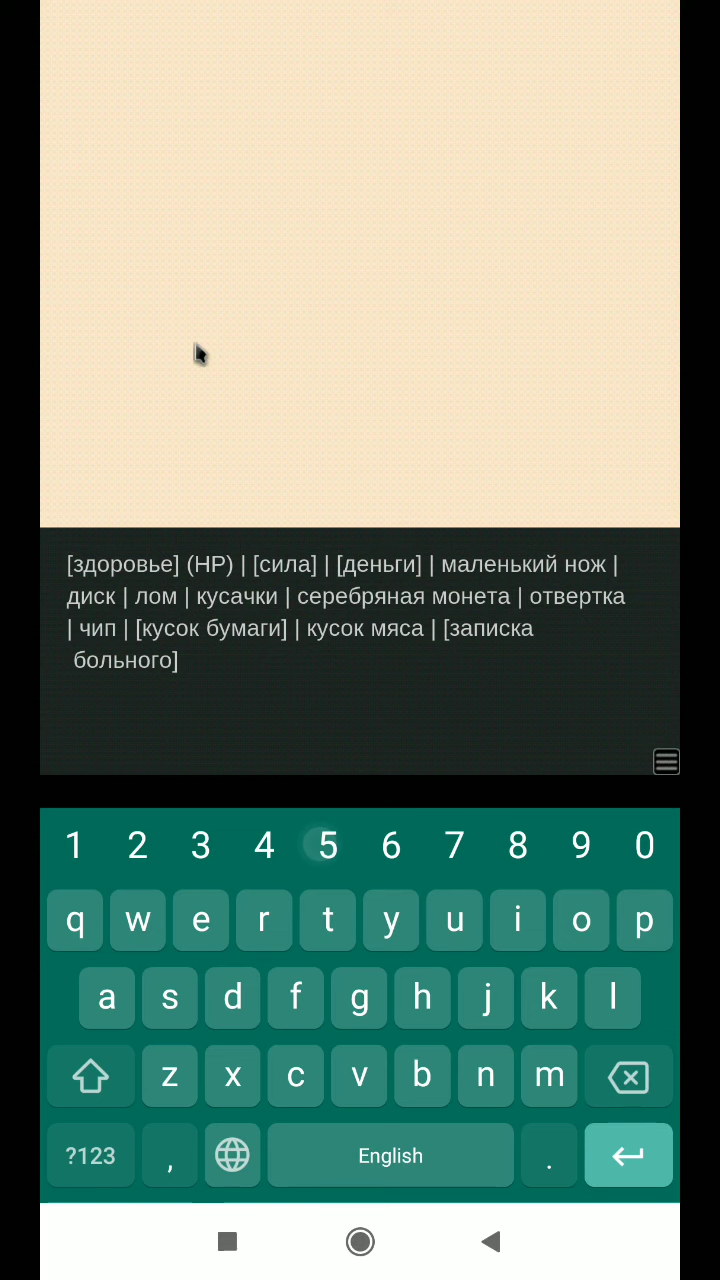 [здоровье] (HP) | [сила] | [деньги] | маленький нож |
диск | лом | кусачки | серебряная монета | отвертка
| чип | [кусок бумаги] | кусок мяса | [записка
больного]
1 2 3 4 5 6 7 8 9 0
q w e r t y u i o p
a s d f g h j k l
z x c v b n m
?123 , English .